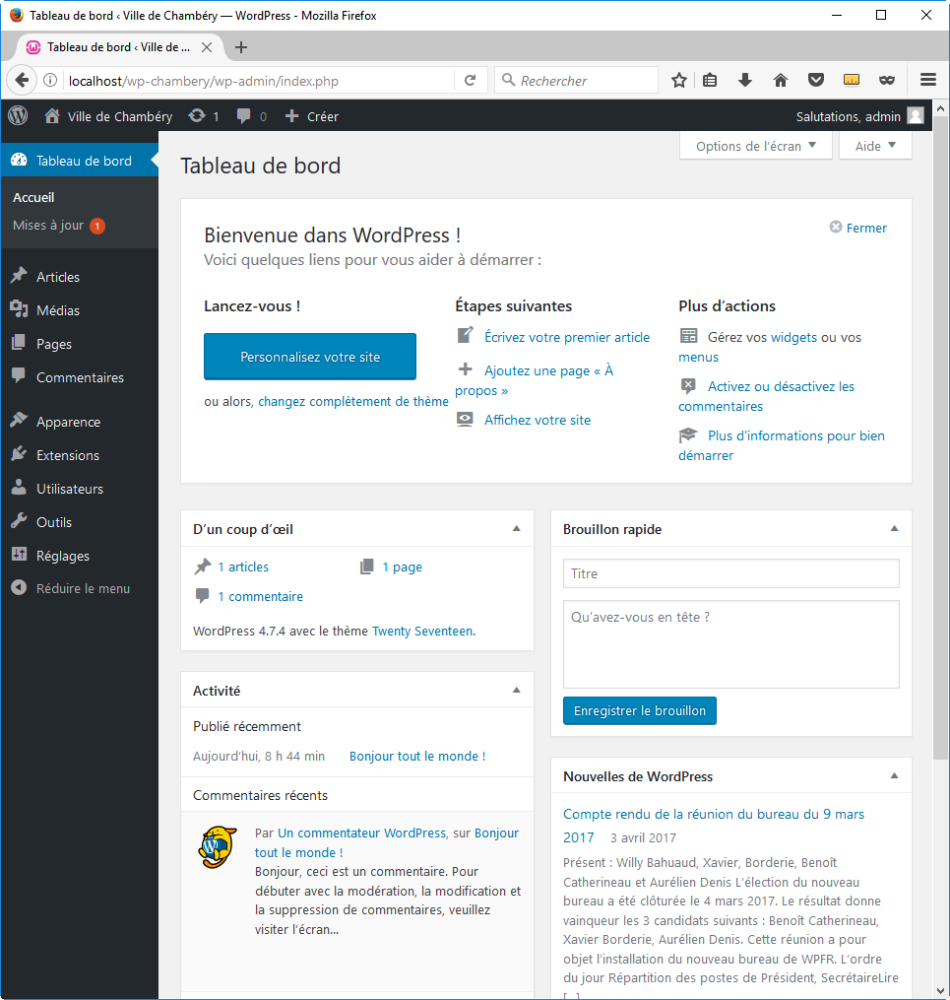 Tableau de bord ‹ Ville de Chambéry — WordPress - Mozilla Firefox
Tableau de bord ‹ Ville de ...
localhost/wp-chambery/wp-admin/index.php
Rechercher
Ville de Chambéry
1
0
Créer
Salutations, admin
Tableau de bord
Accueil
Mises à jour 1
Articles
Médias
Pages
Commentaires
Apparence
Extensions
Utilisateurs
Outils
Réglages
Réduire le menu
Options de l'écran
Aide
Tableau de bord
Bienvenue dans WordPress !
Fermer
Voici quelques liens pour vous aider à démarrer :
Lancez-vous !
Personnalisez votre site
ou alors, changez complètement de thème
Étapes suivantes
Écrivez votre premier article
Ajoutez une page « À
propos »
Affichez votre site
Plus d’actions
Gérez vos widgets ou vos
menus
Activez ou désactivez les
commentaires
Plus d’informations pour bien
démarrer
D’un coup d’œil
1 articles
1 page
1 commentaire
WordPress 4.7.4 avec le thème Twenty Seventeen.
Activité
Publié récemment
Aujourd’hui, 8 h 44 min
Bonjour tout le monde !
Commentaires récents
Par Un commentateur WordPress, sur Bonjour
tout le monde !
Bonjour, ceci est un commentaire. Pour
débuter avec la modération, la modification et
la suppression de commentaires, veuillez
visiter l’écran...
Brouillon rapide
Titre
Qu’avez-vous en tête ?
Enregistrer le brouillon
Nouvelles de WordPress
Compte rendu de la réunion du bureau du 9 mars
2017 3 avril 2017
Présent : Willy Bahuaud, Xavier, Borderie, Benoît
Catherineau et Aurélien Denis L’élection du nouveau
bureau a été clôturée le 4 mars 2017. Le résultat donne
vainqueur les 3 candidats suivants : Benoît Catherineau,
Xavier Borderie, Aurélien Denis. Cette réunion a pour
objet l’installation du nouveau bureau de WPFR. L’ordre
du jour Répartition des postes de Président, SecrétaireLire
[...]